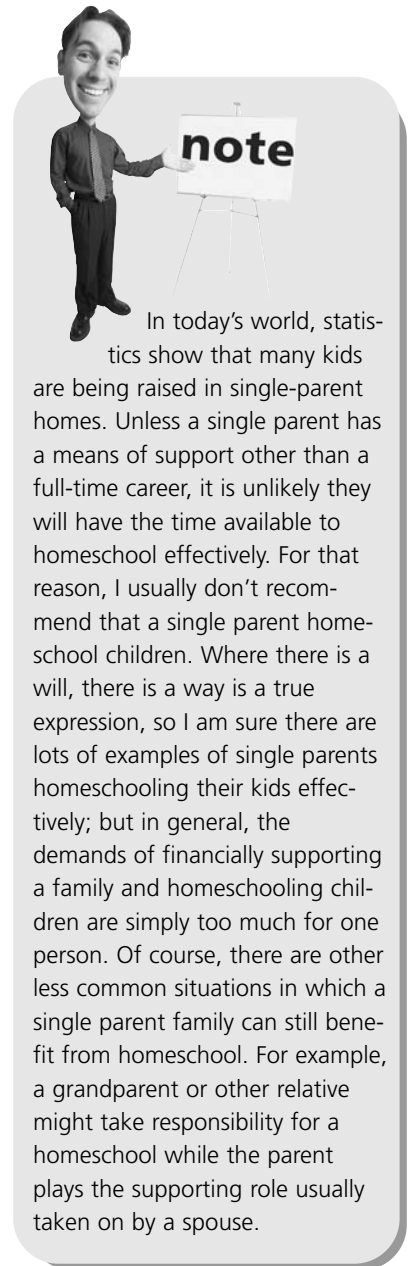 note
In today's world, statis-
tics show that many kids
are being raised in single-parent
homes. Unless a single parent has
a means of support other than a
full-time career, it is unlikely they
will have the time available to
homeschool effectively. For that
reason, I usually don't recom-
mend that a single parent home-
school children. Where there is a
will, there is a way is a true
expression, so I am sure there are
lots of examples of single parents
homeschooling their kids effec-
tively; but in general, the
demands of financially supporting
a family and homeschooling chil-
dren are simply too much for one
person. Of course, there are other
less common situations in which a
single parent family can still bene-
fit from homeschool. For example,
a grandparent or other relative
might take responsibility for a
homeschool while the parent
plays the supporting role usually
taken on by a spouse.